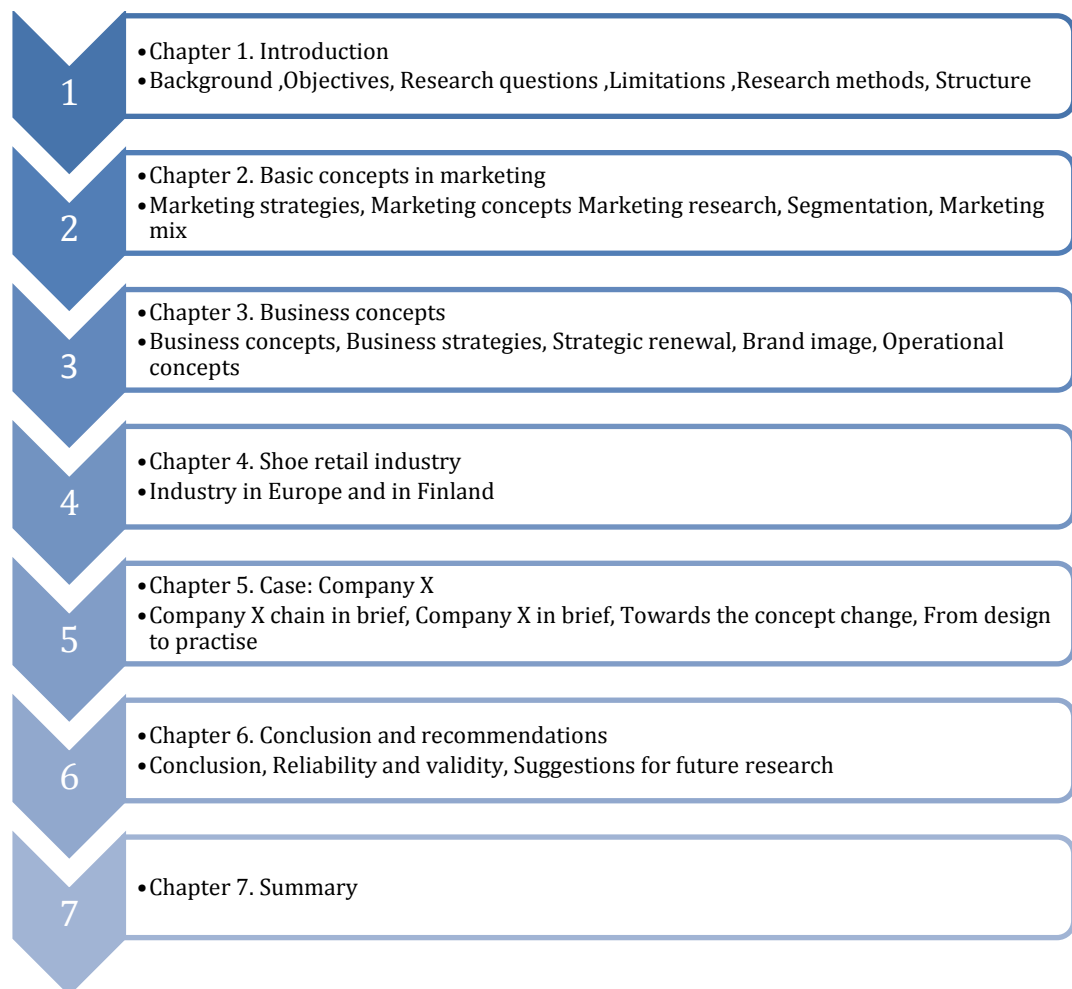 1
•Chapter 1. Introduction
•Background ,Objectives, Research questions ,Limitations ,Research methods, Structure
2
•Chapter 2. Basic concepts in marketing
•Marketing strategies, Marketing concepts Marketing research, Segmentation, Marketing
mix
3
•Chapter 3. Business concepts
•Business concepts, Business strategies, Strategic renewal, Brand image, Operational
concepts
4
•Chapter 4. Shoe retail industry
•Industry in Europe and in Finland
5
•Chapter 5. Case: Company X
•Company X chain in brief, Company X in brief, Towards the concept change, From design
to practise
6
•Chapter 6. Conclusion and recommendations
•Conclusion, Reliability and validity, Suggestions for future research
7
•Chapter 7. Summary